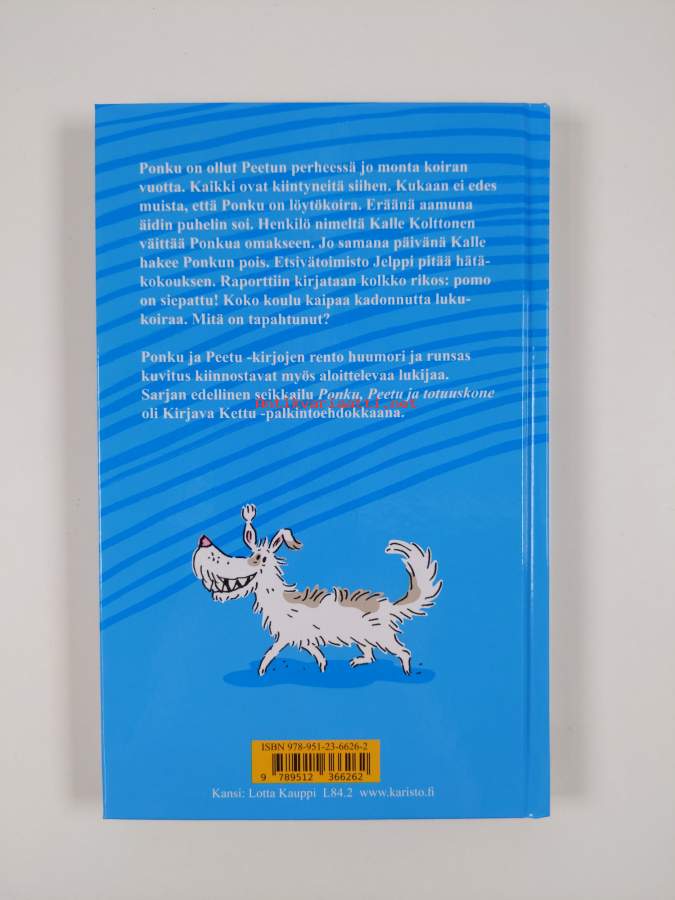 Ponku on ollut Peetun perheessä jo monta koiran
vuotta. Kaikki ovat kiintyneitä siihen. Kukaan ei edes
muista, että Ponku on löytökoira. Eräänä aamuna
äidin puhelin soi. Henkilö nimeltä Kalle Kolttonen
väittää Ponkua omakseen. Jo samana päivänä Kalle
hakee Ponkun pois. Etsivätoimisto Jelppi pitää hätä-
kokouksen. Raporttiin kirjataan kolkko rikos: pomo
on siepattu! Koko koulu kaipaa kadonnutta luku-
koiraa. Mitä on tapahtunut?
Ponku ja Peetu -kirjojen rento huumori ja runsas
kuvitus kiinnostavat myös aloittelevaa lukijaa.
Sarjan edellinen seikkailu Ponku, Peetu ja totuuskone
Antikvariaatti.net
oli Kirjava Kettu -palkintoehdokkaana.
ISBN 978-951-23-6626-2
9 789512 366262
Kansi: Lotta Kauppi L84.2 www.karisto.fi